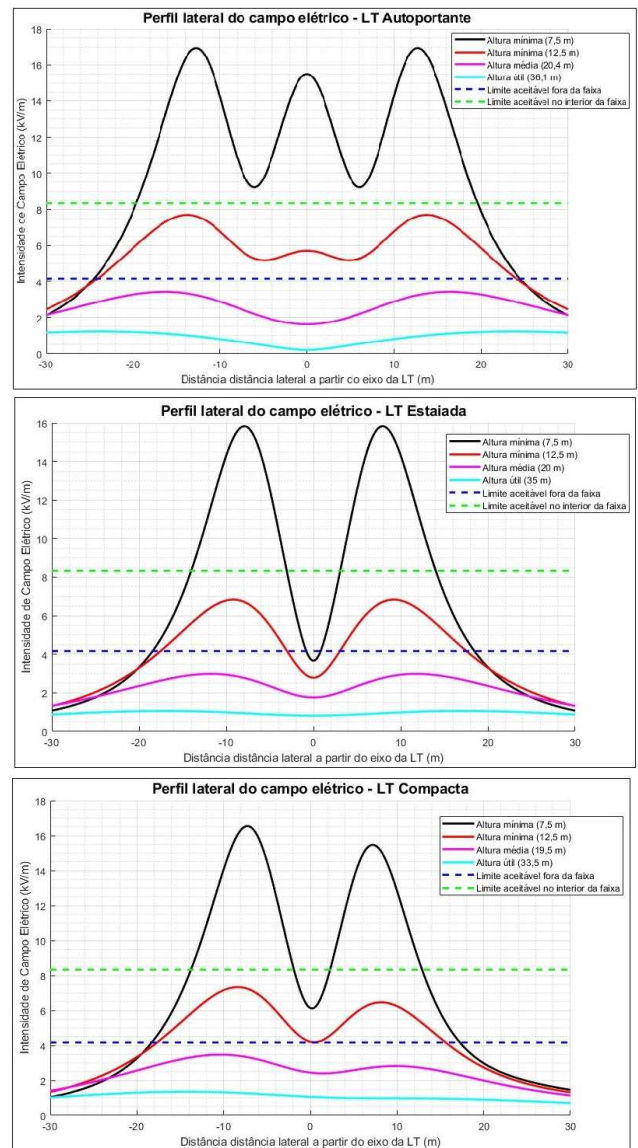 Perfil lateral do campo elétrico - LT Autoportante
18
16
14
12
10
8
6
4
2
0
Intensidade ce Campo Elétrico (kV/m)
Altura mínima (7,5 m)
Altura mínima (12,5 m)
Altura média (20,4 m)
Altura útil (36,1 m)
Limite aceitável fora da faixa
Limite aceitável no interior da faixa
-30
-20
-10
0
10
20
30
Distância distância lateral a partir co eixo da LT (m)
Perfil lateral do campo elétrico - LT Estaiada
16
14
12
10
8
6
4
2
0
Intensidade de Campo Elétrico (kV/m)
Altura mínima (7,5 m)
Altura mínima (12,5 m)
Altura média (20 m)
Altura útil (35 m)
Limite aceitável fora da faixa
Limite aceitável no interior da faixa
-30
-20
-10
0
10
20
30
Distância distância lateral a partir do eixo da LT (m)
Perfil lateral do campo elétrico - LT Compacta
18
16
14
12
10
8
6
4
2
0
Intensidade de Campo Elétrico (kV/m)
Altura mínima (7,5 m)
Altura mínima (12,5 m)
Altura média (19,5 m)
Altura útil (33,5 m)
Limite aceitável fora da faixa
Limite aceitável no interior da faixa
-30
-20
-10
0
10
20
30
Distância distância lateral a partir do eixo da LT (m)